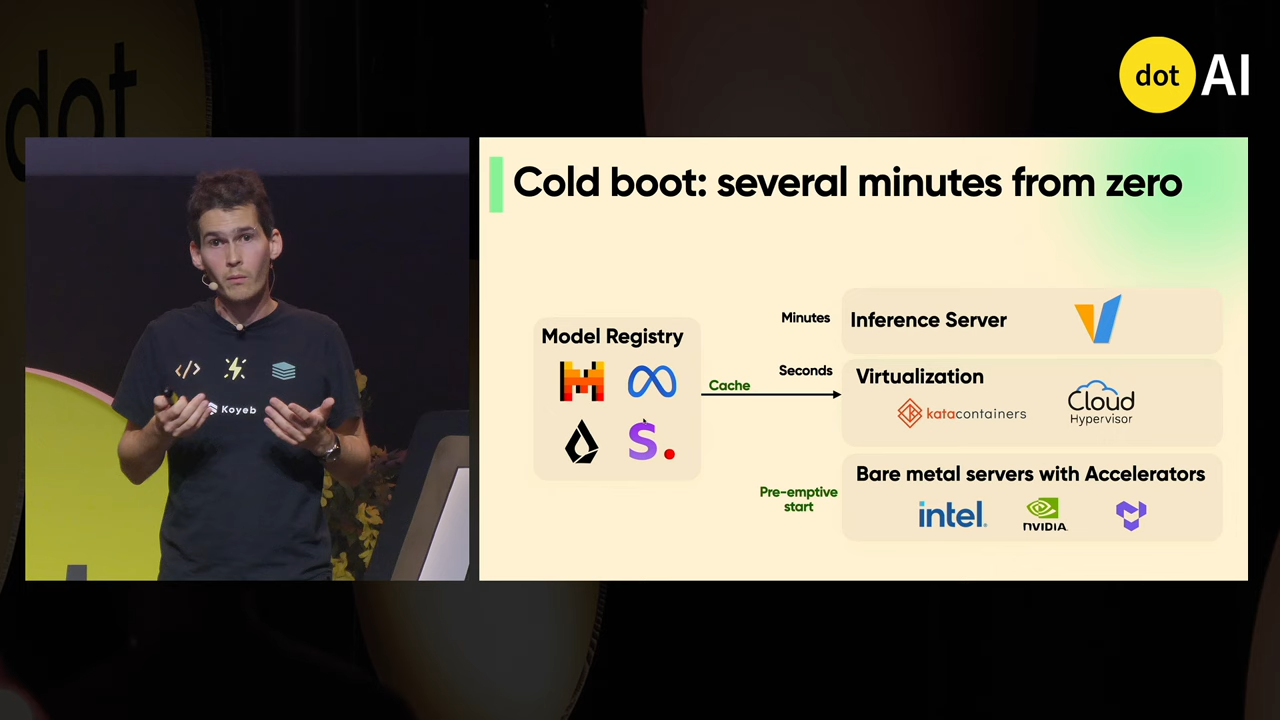 dot
dot AI
Cold boot: several minutes from zero
Model Registry
S.
Cache
Minutes
Inference Server
Seconds
Virtualization
katacontainers
Cloud
Hypervisor
Pre-emptive
start
Bare metal servers with Accelerators
intel.
NVIDIA.
</>
Koyeb